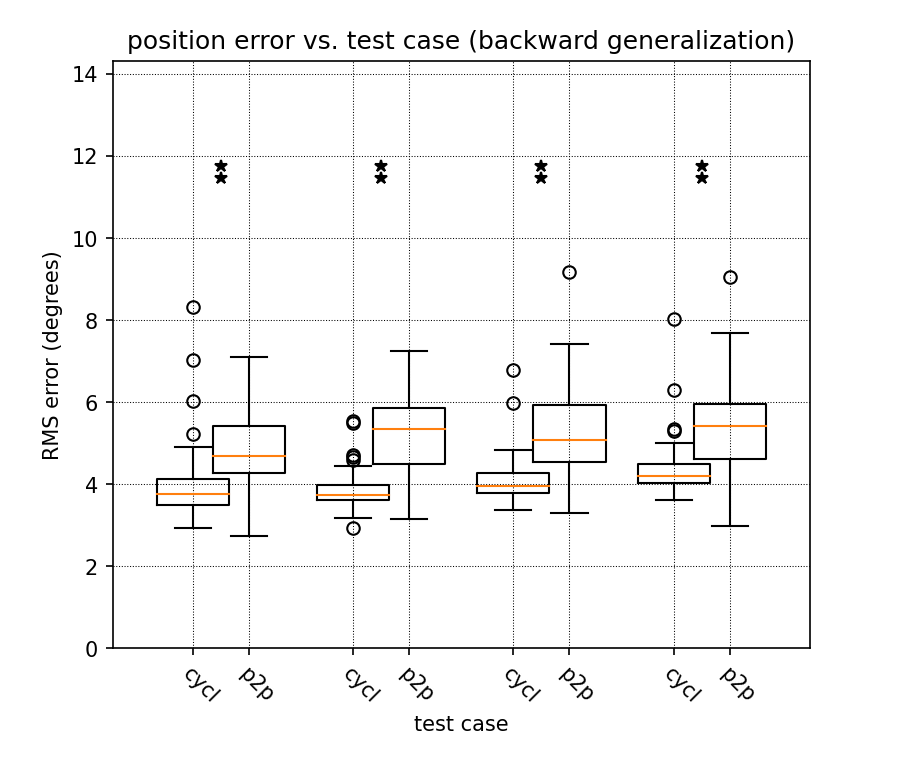 position error vs. test case (backward generalization)
14
12
10
8
6
4
2
0
RMS error (degrees)
cycl p2p cycl p2p cycl p2p cycl p2p
test case